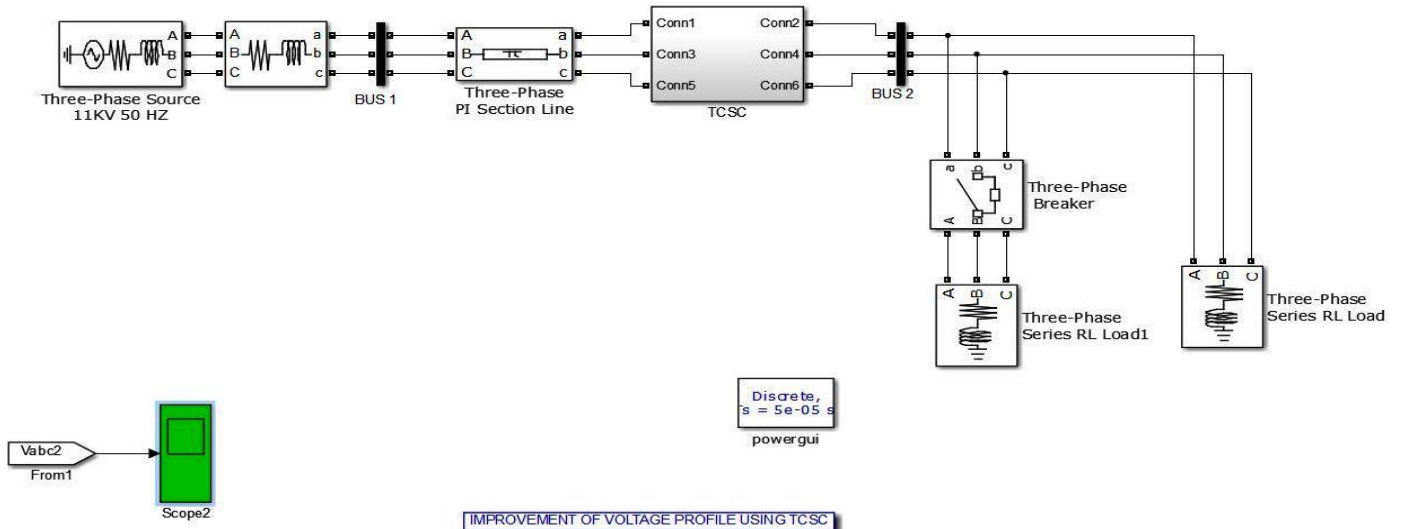 A
B
C
A
B
C
a
b
c
A
B
C
a
b
c
Conn1
Conn3
Conn5
Conn2
Conn4
Conn6
Three-Phase Source
11KV 50 HZ
BUS 1
Three-Phase
PI Section Line
TCSC
BUS 2
a
b
c
A
B
C
Three-Phase
Breaker
A
B
C
Three-Phase
Series RL Load1
A
B
C
Three-Phase
Series RL Load
Discrete,
s = 5e-05 s
powergui
Vabc2
From1
Scope2
IMPROVEMENT OF VOLTAGE PROFILE USING TCSC